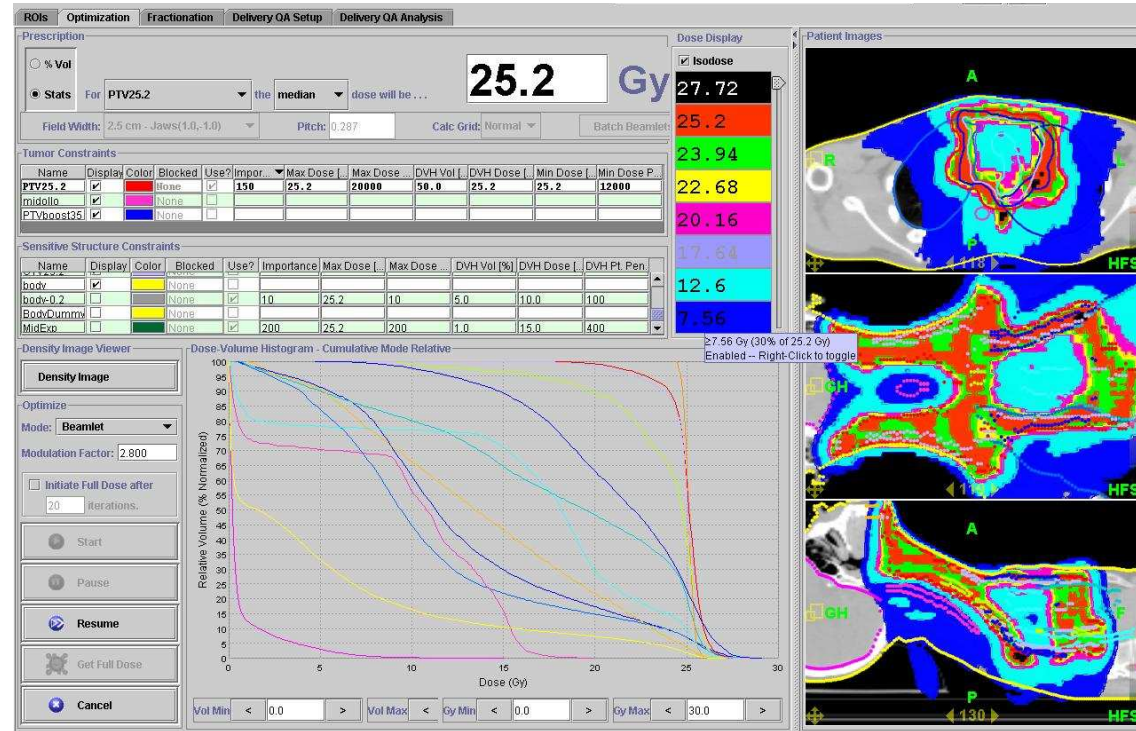 ROIs Optimization Fractionation Delivery QA Setup Delivery QA Analysis
Prescription
% Vol
Stats For PTV25.2 the median dose will be ... 25.2 Gy
Field Width: 2.5 cm - Jaws(1.0,-1.0) Pitch: 0.287 Calc Grid: Normal Batch Beamlet
Tumor Constraints
Name Display Color Blocked Use? Impor... Max Dose [... Max Dose ... DVH Vol [... DVH Dose [... Min Dose [... Min Dose P...
PTV25.2 None 150 25.2 20000 50.0 25.2 25.2 12000
midollo None
PTVboost35 None
Sensitive Structure Constraints
Name Display Color Blocked Use? Importance Max Dose [... Max Dose ... DVH Vol [%] DVH Dose [... DVH Pt. Pen.
body None
body-0.2 None 10 25.2 10 5.0 10.0 100
BodyDummy None
MidExp None 200 25.2 200 1.0 15.0 400
Dose Display
Isodose
27.72
25.2
23.94
22.68
20.16
17.64
12.6
7.56
≥7.56 Gy (30% of 25.2 Gy)
Enabled -- Right-Click to toggle
Density Image Viewer
Density Image
Optimize
Mode: Beamlet
Modulation Factor: 2.800
Initiate Full Dose after
20 iterations.
Start
Pause
Resume
Get Full Dose
Cancel
Dose-Volume Histogram - Cumulative Mode Relative
Relative Volume (% Normalized)
100
95
90
85
80
75
70
65
60
55
50
45
40
35
30
25
20
15
10
5
0
0 5 10 15 20 25 30
Dose (Gy)
Vol Min < 0.0 > Vol Max < Gy Min < 0.0 > Gy Max < 30.0 >
Patient Images
A
R L
P
118
HFS
GH
HFS
A
GH F
P
130
HFS